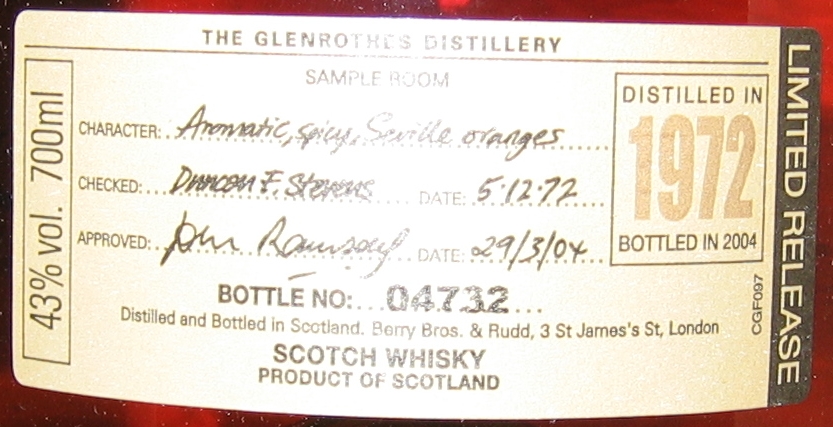 THE GLENROTHES DISTILLERY
SAMPLE ROOM
43% vol. 700ml
CHARACTER: Aromatic, spicy, Seville oranges
CHECKED: Duncan F. Stevens DATE: 5.12.72
APPROVED: John Ramsay DATE: 29/3/04
BOTTLE NO: 04732
Distilled and Bottled in Scotland. Berry Bros. & Rudd, 3 St James's St, London
SCOTCH WHISKY
PRODUCT OF SCOTLAND
DISTILLED IN
1972
BOTTLED IN 2004
CGF097
LIMITED RELEASE